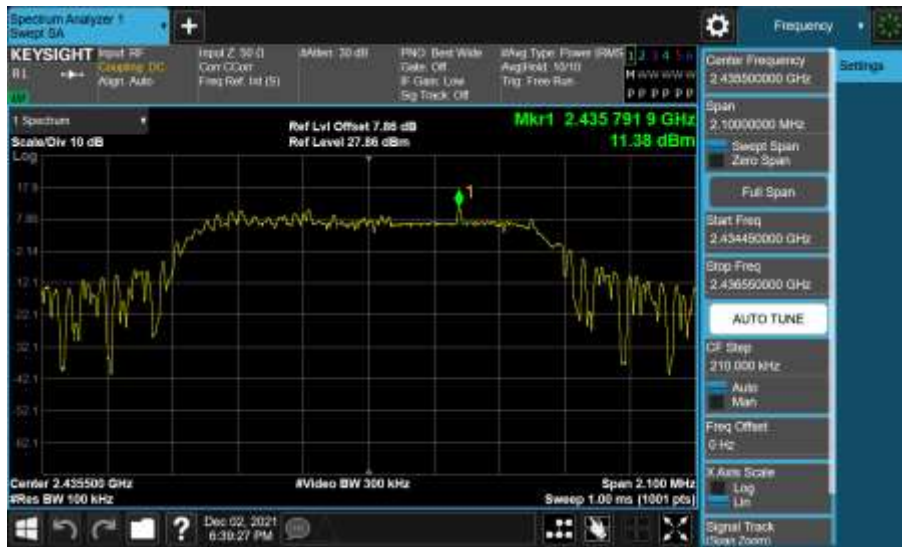 Spectrum Analyzer 1
Swept SA
Frequency
KEYSIGHT
Input: RF
Coupling: DC
Align: Auto
Input Z: 50 Ω
Corr CCorr
Freq Ref: Int (S)
#Atten: 30 dB
PNO: Best Wide
Gate: Off
IF Gain: Low
Sig Track: Off
#Avg Type: Power (RMS)
Avg|Hold: 10/10
Trig: Free Run
1 2 3 4 5 6
M W W W W W
P P P P P P
1 Spectrum
Scale/Div 10 dB
Log
Ref Lvl Offset 7.86 dB
Ref Level 27.86 dBm
Mkr1 2.435 791 9 GHz
11.38 dBm
1
17.9
7.86
-2.14
-12.1
-22.1
-32.1
-42.1
-52.1
-62.1
Center 2.435500 GHz
#Res BW 100 kHz
#Video BW 300 kHz
Span 2.100 MHz
Sweep 1.00 ms (1001 pts)
Center Frequency
2.435500000 GHz
Settings
Span
2.10000000 MHz
Swept Span
Zero Span
Full Span
Start Freq
2.434450000 GHz
Stop Freq
2.436550000 GHz
AUTO TUNE
CF Step
210.000 kHz
Auto
Man
Freq Offset
0 Hz
X Axis Scale
Log
Lin
Signal Track
(Span Zoom)
?
Dec 02, 2021
6:39:27 PM